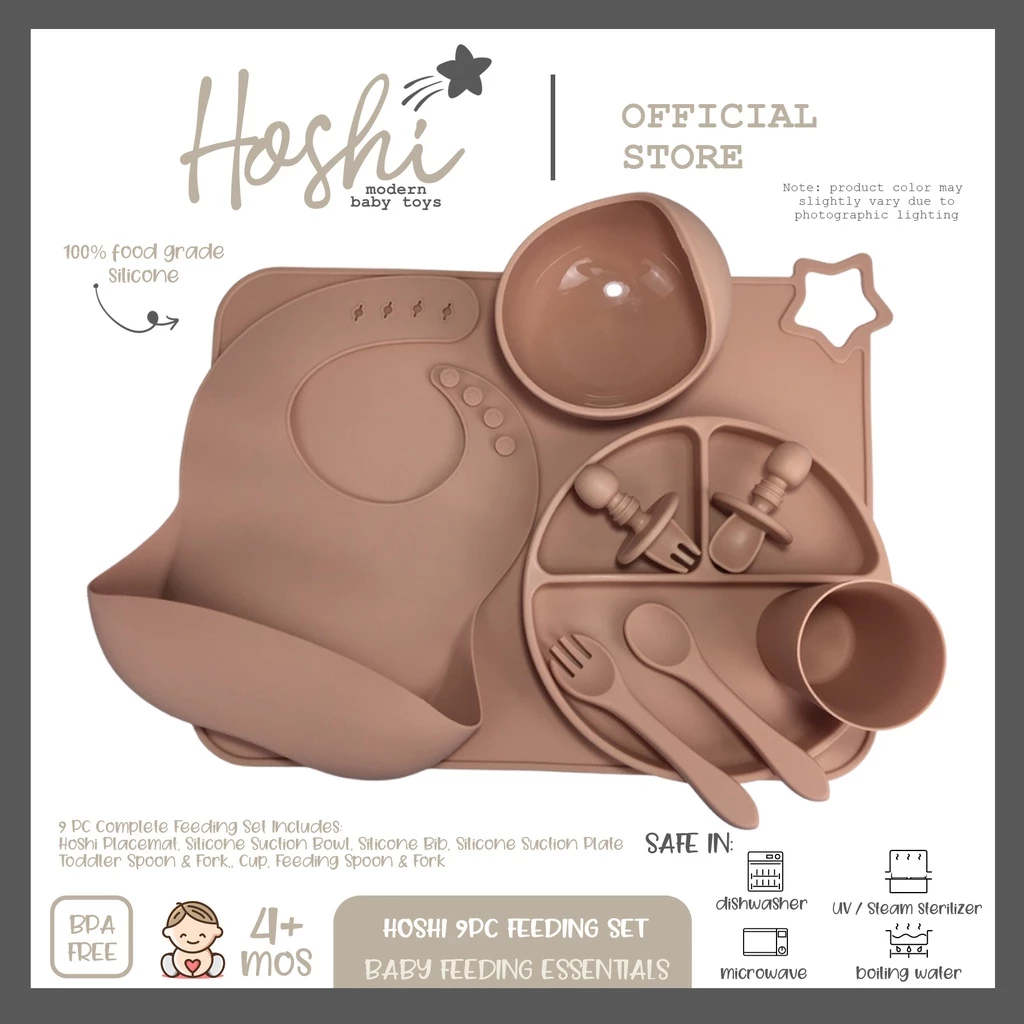 Hoshi
modern
baby toys
OFFICIAL
STORE
Note: product color may
slightly vary due to
photographic lighting
100% food grade
silicone
9 PC Complete Feeding Set Includes:
Hoshi Placemat, Silicone Suction Bowl, Silicone Bib, Silicone Suction Plate
Toddler Spoon & Fork,, Cup, Feeding Spoon & Fork
SAFE IN:
dishwasher
UV / Steam Sterilizer
microwave
boiling water
BPA
FREE
4+
MOS
HOSHI 9PC FEEDING SET
BABY FEEDING ESSENTIALS